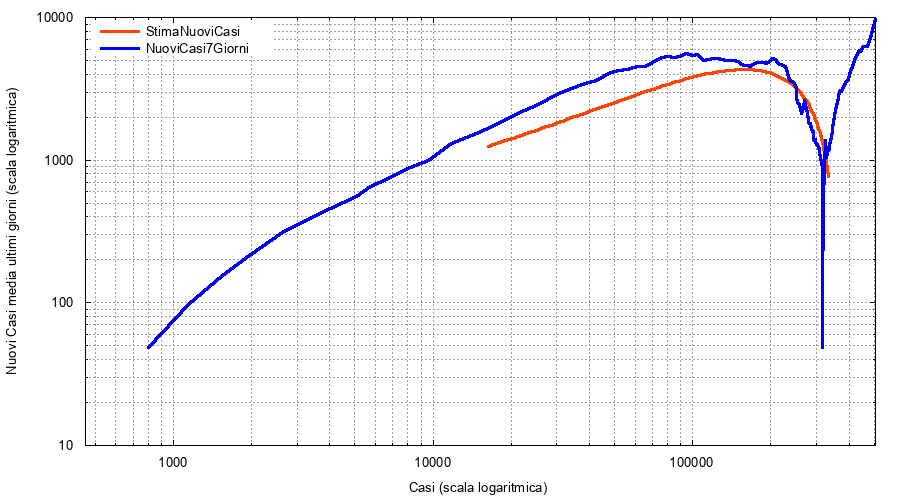 10000
1000
100
10
Nuovi Casi media ultimi giorni (scala logaritmica)
StimaNuoviCasi
NuoviCasi7Giorni
1000 10000 100000
Casi (scala logaritmica)